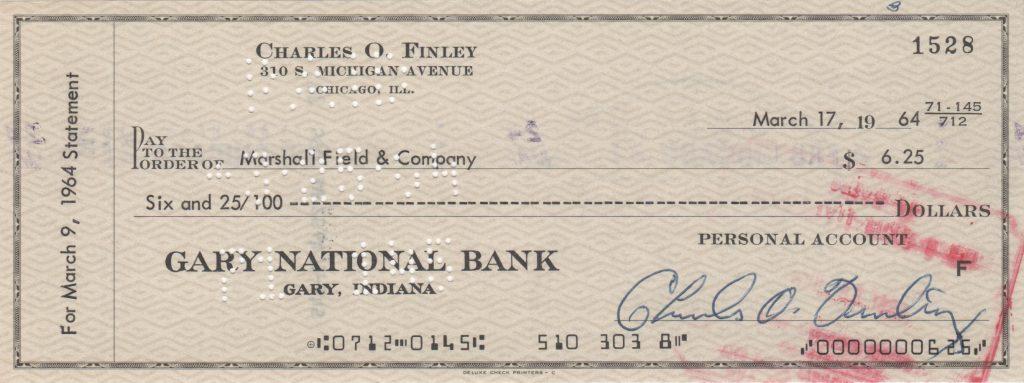 For March 9, 1964 Statement
CHARLES O. FINLEY
310 S. MICHIGAN AVENUE
CHICAGO, ILL.
1528
March 17, 19 64 71-145/712
PAY TO THE ORDER OF Marshall Field & Company $ 6.25
Six and 25/100 ------------------------------------------------ DOLLARS
PERSONAL ACCOUNT
GARY NATIONAL BANK
GARY, INDIANA
F
Charles O. Finley
⑆0712⑉0145⑆ 510 303 8⑈ ⑇0000000625⑇
DELUXE CHECK PRINTERS - C